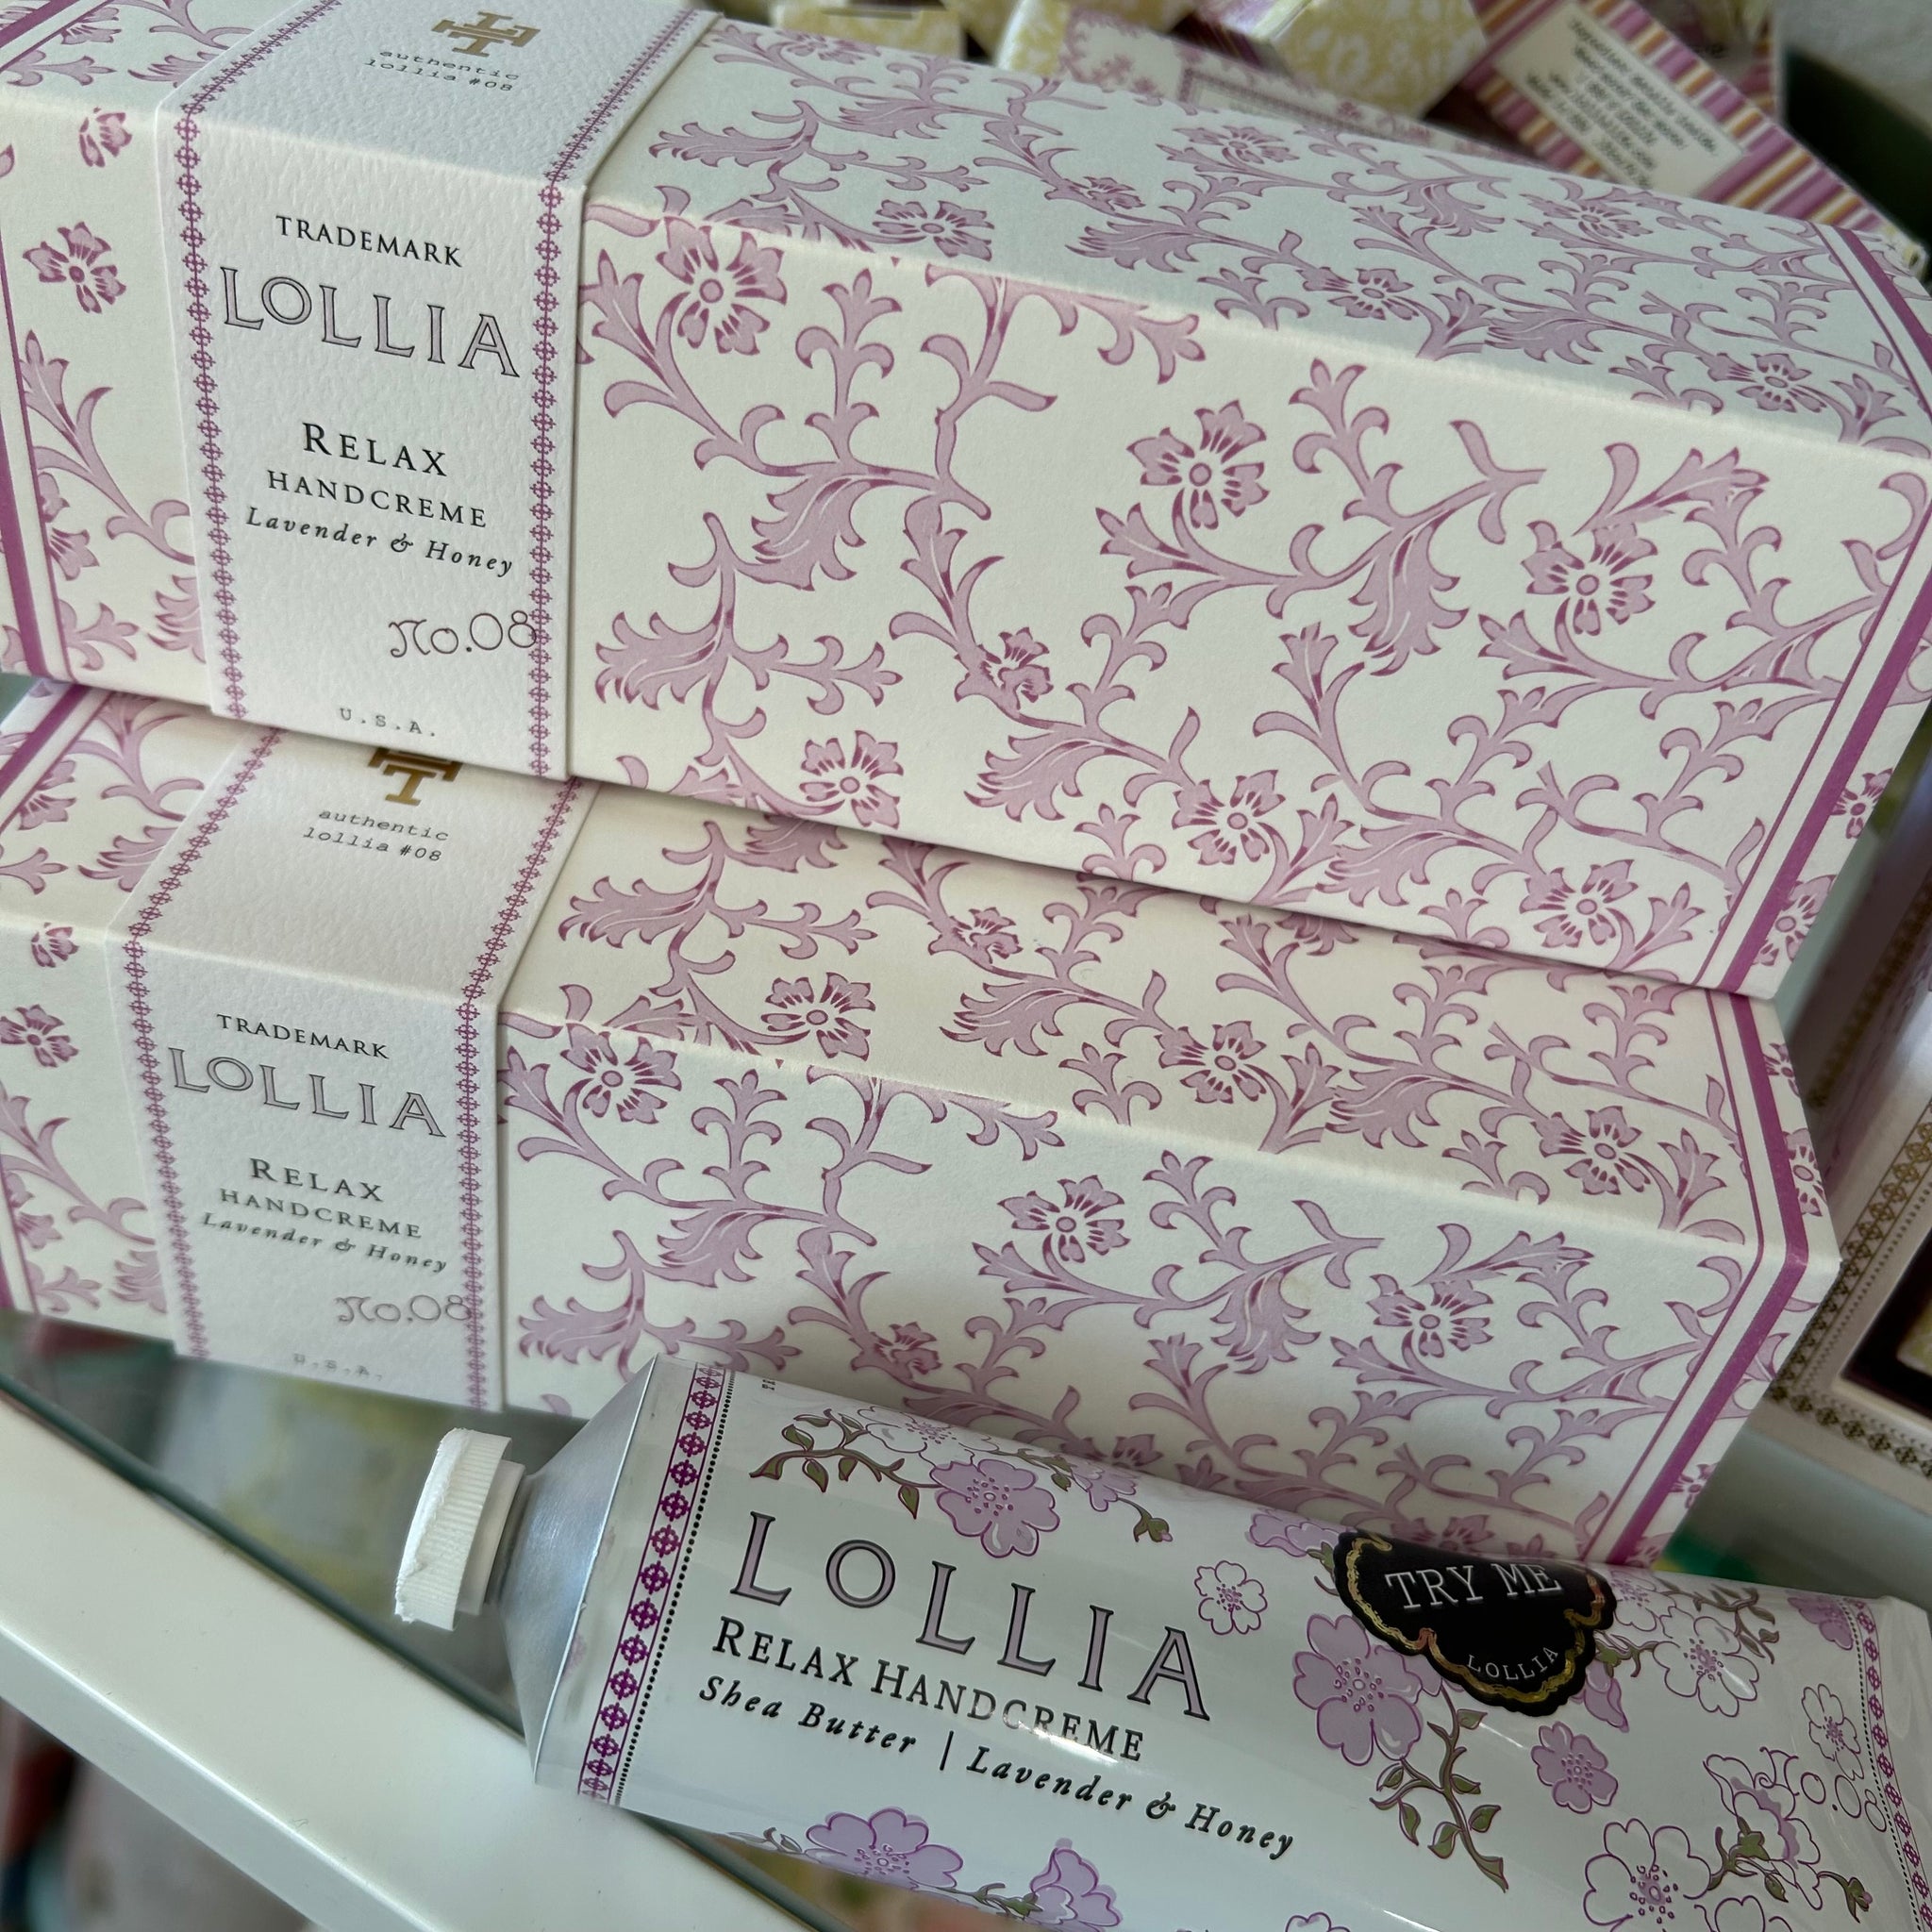 authentic
lollia #08
TRADEMARK
LOLLIA
RELAX
HANDCREME
Lavender & Honey
No.08
U.S.A.
authentic
lollia #08
TRADEMARK
LOLLIA
RELAX
HANDCREME
Lavender & Honey
No.08
U.S.A.
LOLLIA
RELAX HANDCREME
Shea Butter | Lavender & Honey
TRY ME
LOLLIA
No.